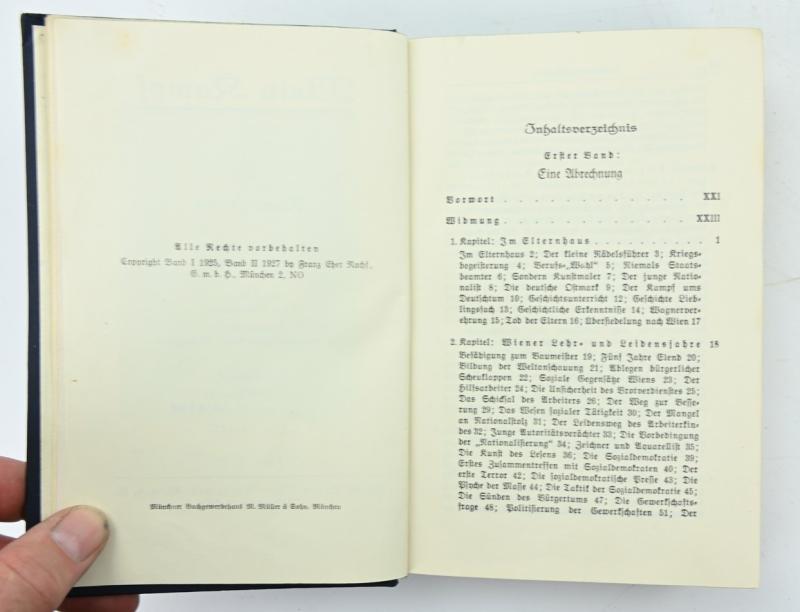 Mein Kampf
Alle Rechte vorbehalten
Copyright Band I 1925, Band II 1927 by Franz Eher Nachf.
G. m. b. H., München 2, NO
Münchner Buchgewerbehaus M. Müller & Sohn, München
Inhaltsverzeichnis
Erster Band:
Eine Abrechnung
Vorwort . . . . . . . . . . . . . XXI
Widmung . . . . . . . . . . . . . XXIII
1. Kapitel: Im Elternhaus . . . . . . . . . 1
Im Elternhaus 2; Der kleine Rädelsführer 3; Kriegs-
begeisterung 4; Berufs-„Wahl“ 5; Niemals Staats-
beamter 6; Sondern Kunstmaler 7; Der junge Natio-
nalist 8; Die deutsche Ostmark 9; Der Kampf ums
Deutschtum 10; Geschichtsunterricht 12; Geschichte Lieb-
lingsfach 13; Geschichtliche Erkenntnisse 14; Wagnerver-
ehrung 15; Tod der Eltern 16; Übersiedelung nach Wien 17
2. Kapitel: Wiener Lehr- und Leidensjahre 18
Befähigung zum Baumeister 19; Fünf Jahre Elend 20;
Bildung der Weltanschauung 21; Ablegen bürgerlicher
Scheuklappen 22; Soziale Gegensätze Wiens 23; Der
Hilfsarbeiter 24; Die Unsicherheit des Brotverdienstes 25;
Das Schicksal des Arbeiters 26; Der Weg zur Besse-
rung 29; Das Wesen sozialer Tätigkeit 30; Der Mangel
an Nationalstolz 31; Der Leidensweg des Arbeiterkin-
des 32; Junge Autoritätsverächter 33; Die Vorbedingung
der „Nationalisierung“ 34; Zeichner und Aquarellist 35;
Die Kunst des Lesens 36; Die Sozialdemokratie 39;
Erstes Zusammentreffen mit Sozialdemokraten 40; Der
erste Terror 42; Die sozialdemokratische Presse 43; Die
Psyche der Masse 44; Die Taktik der Sozialdemokratie 45;
Die Sünden des Bürgertums 47; Die Gewerkschafts-
frage 48; Politisierung der Gewerkschaften 51; Der